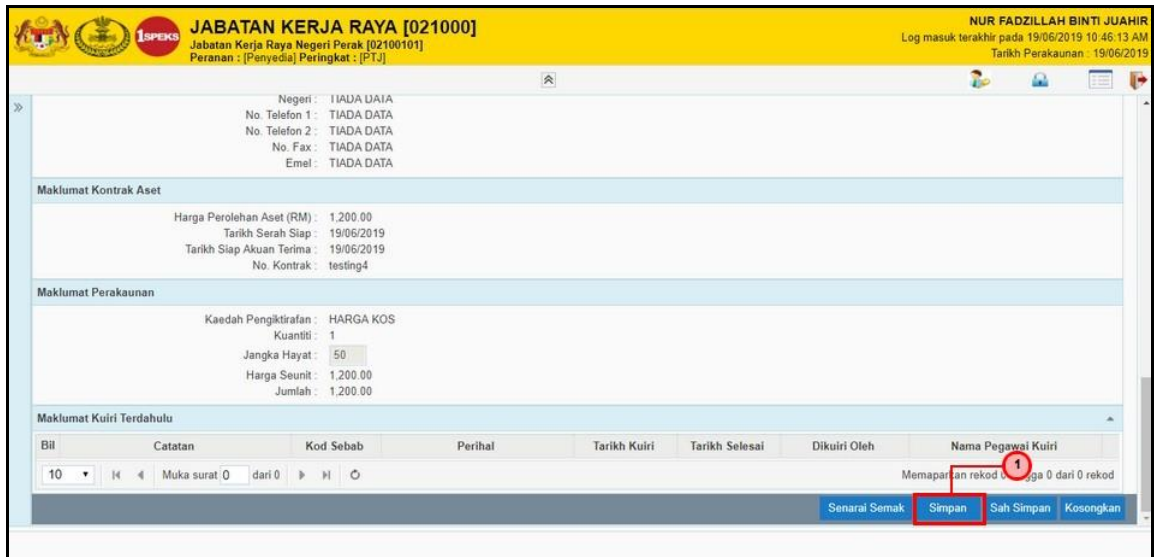 1SPEKS
JABATAN KERJA RAYA [021000]
Jabatan Kerja Raya Negeri Perak [02100101]
Peranan : [Penyedia] Peringkat : [PTJ]
NUR FADZILLAH BINTI JUAHIR
Log masuk terakhir pada 19/06/2019 10:46:13 AM
Tarikh Perakaunan : 19/06/2019
Negeri : TIADA DATA
No. Telefon 1 : TIADA DATA
No. Telefon 2 : TIADA DATA
No. Fax : TIADA DATA
Emel : TIADA DATA
Maklumat Kontrak Aset
Harga Perolehan Aset (RM) : 1,200.00
Tarikh Serah Siap : 19/06/2019
Tarikh Siap Akuan Terima : 19/06/2019
No. Kontrak : testing4
Maklumat Perakaunan
Kaedah Pengiktirafan : HARGA KOS
Kuantiti : 1
Jangka Hayat : 50
Harga Seunit : 1,200.00
Jumlah : 1,200.00
Maklumat Kuiri Terdahulu
Bil Catatan Kod Sebab Perihal Tarikh Kuiri Tarikh Selesai Dikuiri Oleh Nama Pegawai Kuiri
10 Muka surat 0 dari 0 Memaparkan rekod 0 dari 0 rekod
1
Senarai Semak Simpan Sah Simpan Kosongkan